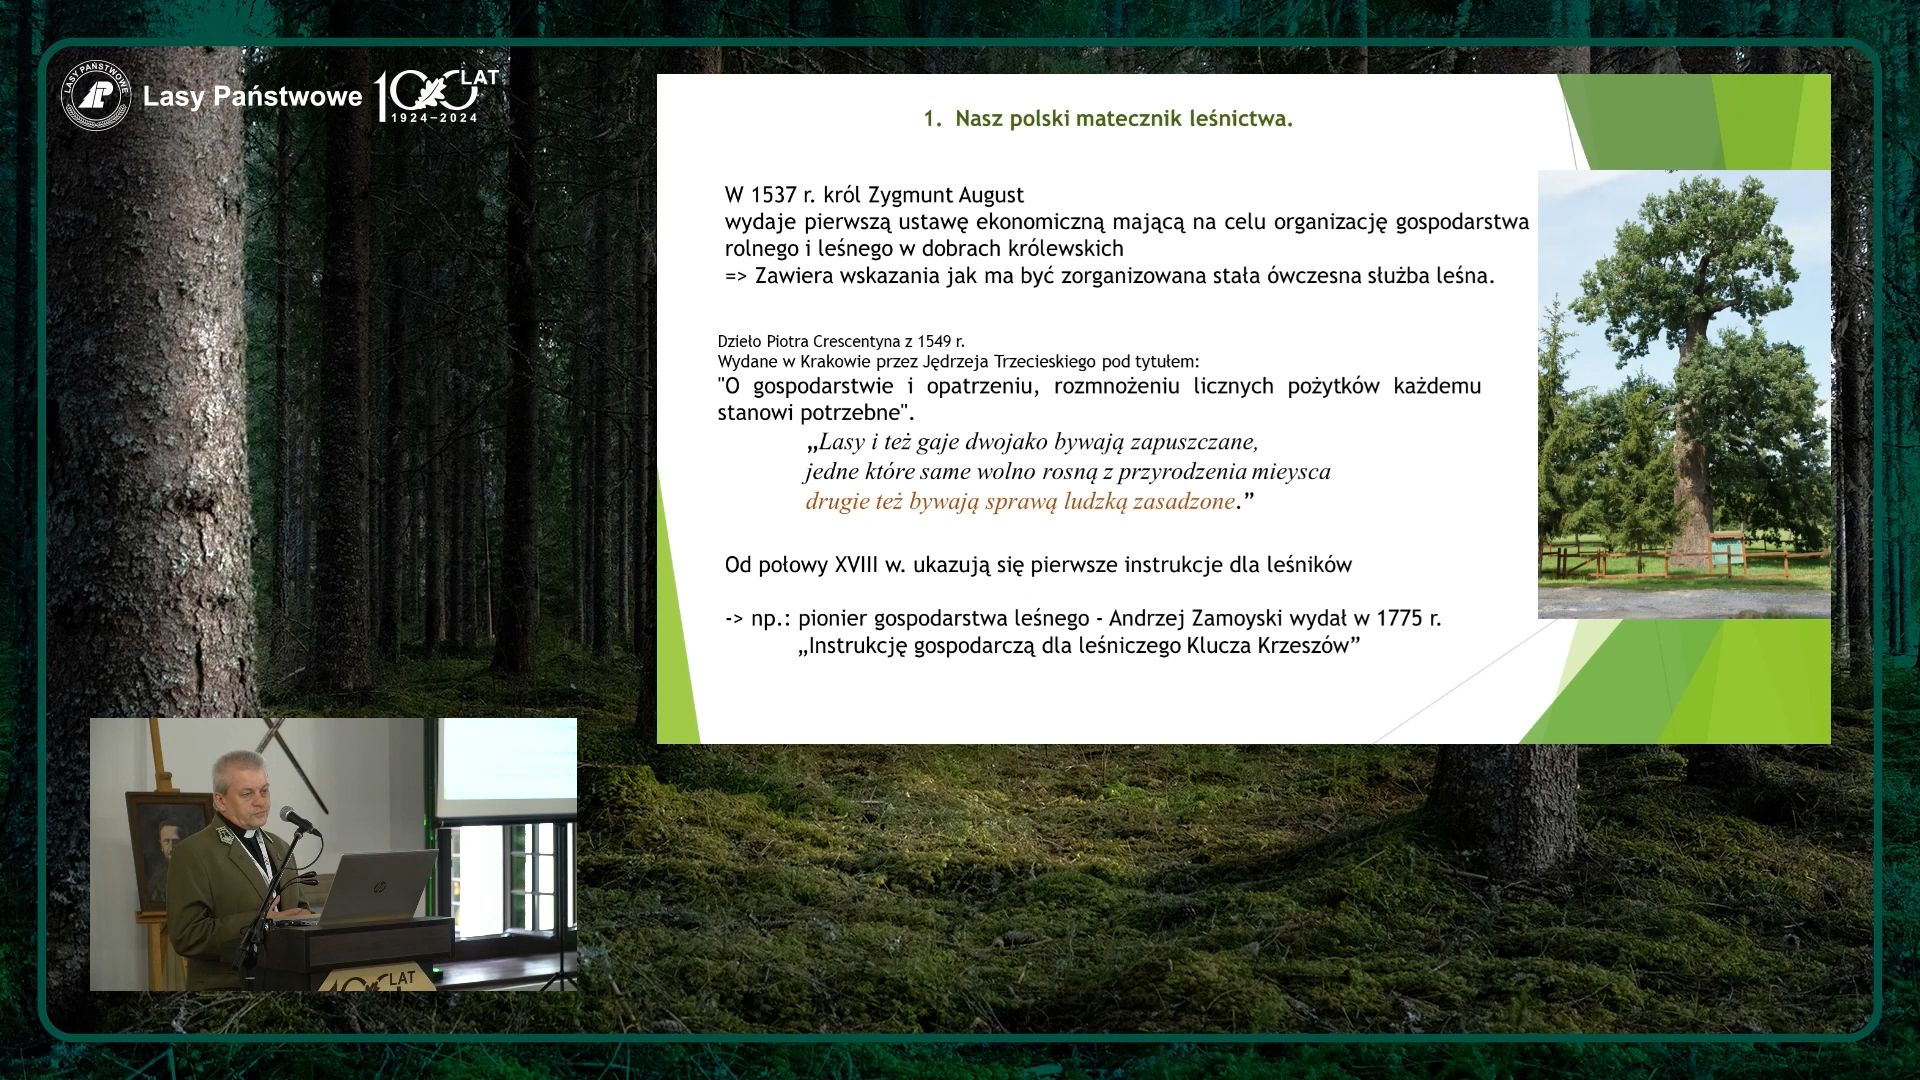 LASY PAŃSTWOWE
LP
Lasy Państwowe
100 LAT
1924-2024
1. Nasz polski matecznik leśnictwa.
W 1537 r. król Zygmunt August
wydaje pierwszą ustawę ekonomiczną mającą na celu organizację gospodarstwa
rolnego i leśnego w dobrach królewskich
=> Zawiera wskazania jak ma być zorganizowana stała ówczesna służba leśna.
Dzieło Piotra Crescentyna z 1549 r.
Wydane w Krakowie przez Jędrzeja Trzecieskiego pod tytułem:
"O gospodarstwie i opatrzeniu, rozmnożeniu licznych pożytków każdemu
stanowi potrzebne".
„Lasy i też gaje dwojako bywają zapuszczane,
jedne które same wolno rosną z przyrodzenia mieysca
drugie też bywają sprawą ludzką zasadzone.”
Od połowy XVIII w. ukazują się pierwsze instrukcje dla leśników
-> np.: pionier gospodarstwa leśnego - Andrzej Zamoyski wydał w 1775 r.
„Instrukcję gospodarczą dla leśniczego Klucza Krzeszów”
hp
100 LAT